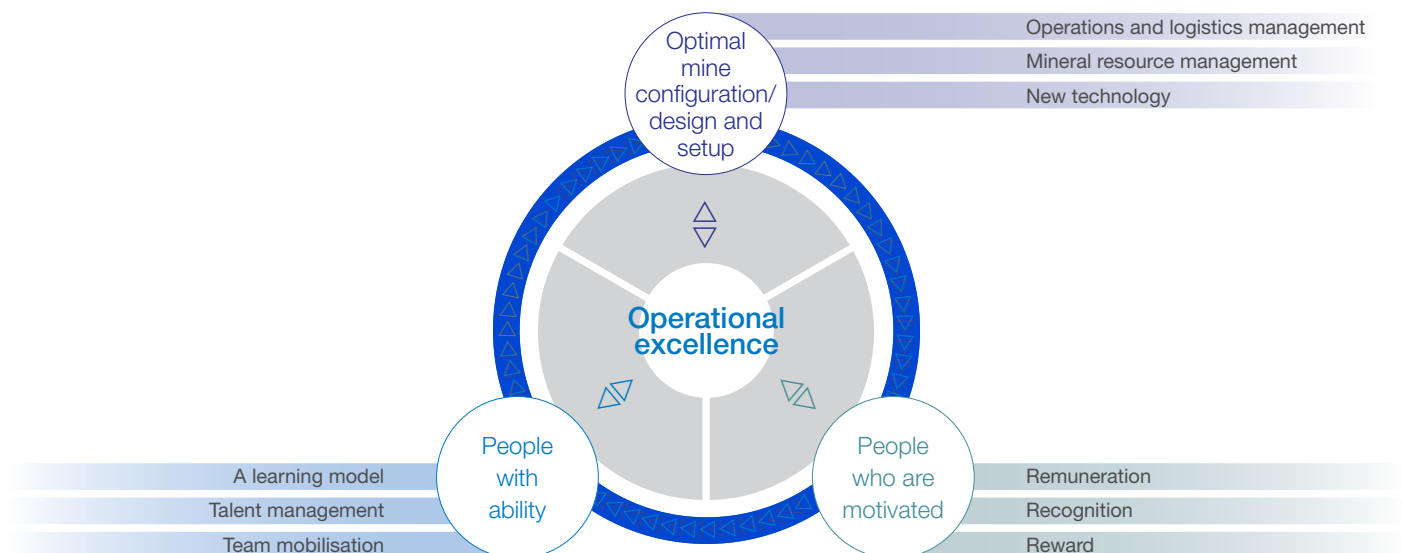 Optimal
mine
configuration/
design and
setup
Operations and logistics management
Mineral resource management
New technology
Operational
excellence
People
with
ability
A learning model
Talent management
Team mobilisation
People
who are
motivated
Remuneration
Recognition
Reward